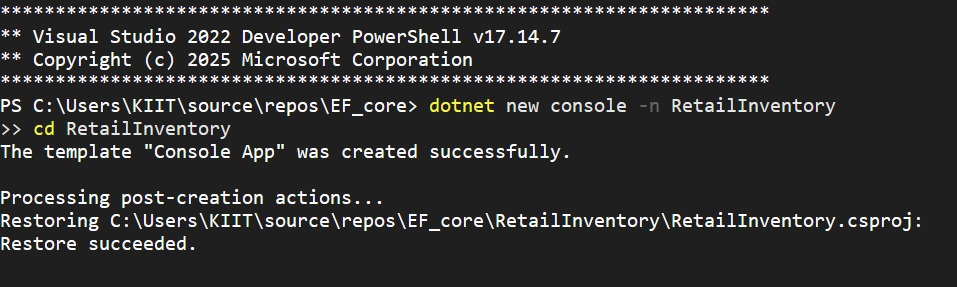 **********************************************************************
** Visual Studio 2022 Developer PowerShell v17.14.7
** Copyright (c) 2025 Microsoft Corporation
**********************************************************************
PS C:\Users\KIIT\source\repos\EF_core> dotnet new console -n RetailInventory
>> cd RetailInventory
The template "Console App" was created successfully.

Processing post-creation actions...
Restoring C:\Users\KIIT\source\repos\EF_core\RetailInventory\RetailInventory.csproj:
Restore succeeded.